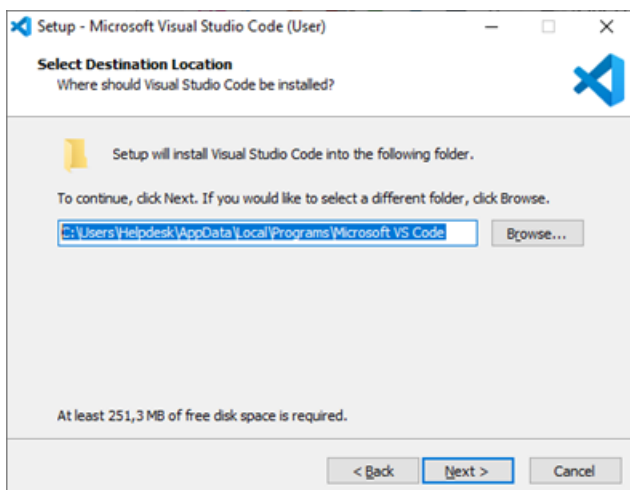 Setup - Microsoft Visual Studio Code (User)
Select Destination Location
Where should Visual Studio Code be installed?
Setup will install Visual Studio Code into the following folder.
To continue, click Next. If you would like to select a different folder, click Browse.
C:\Users\Helpdesk\AppData\Local\Programs\Microsoft VS Code
Browse...
At least 251,3 MB of free disk space is required.
< Back
Next >
Cancel